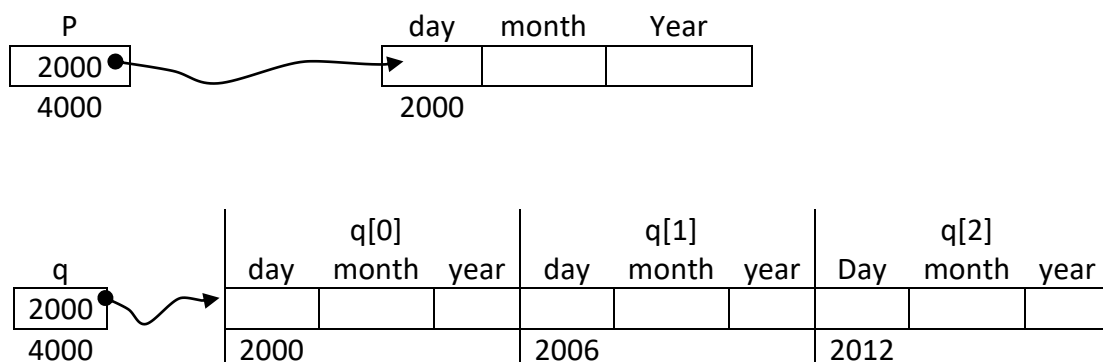 P day month Year
2000
4000 2000
q[0] q[1] q[2]
q day month year day month year Day month year
2000
4000 2000 2006 2012